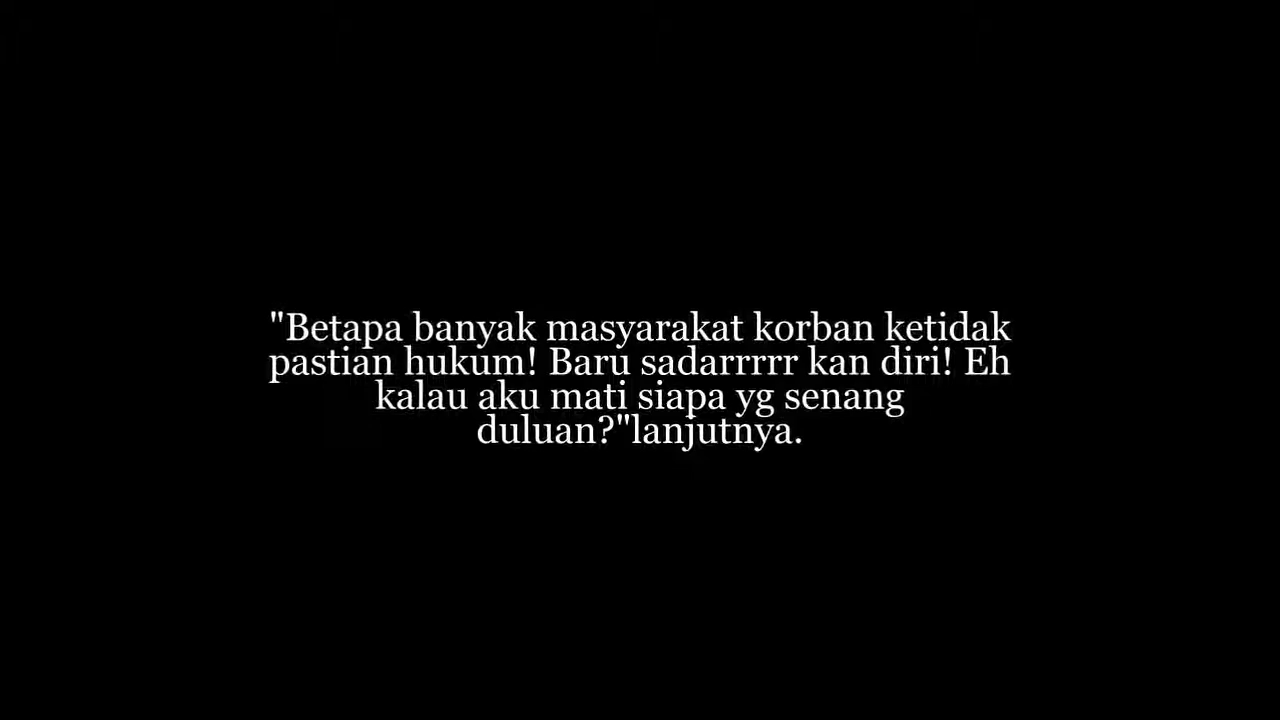 "Betapa banyak masyarakat korban ketidak
pastian hukum! Baru sadarrrrr kan diri! Eh
kalau aku mati siapa yg senang
duluan?"lanjutnya.